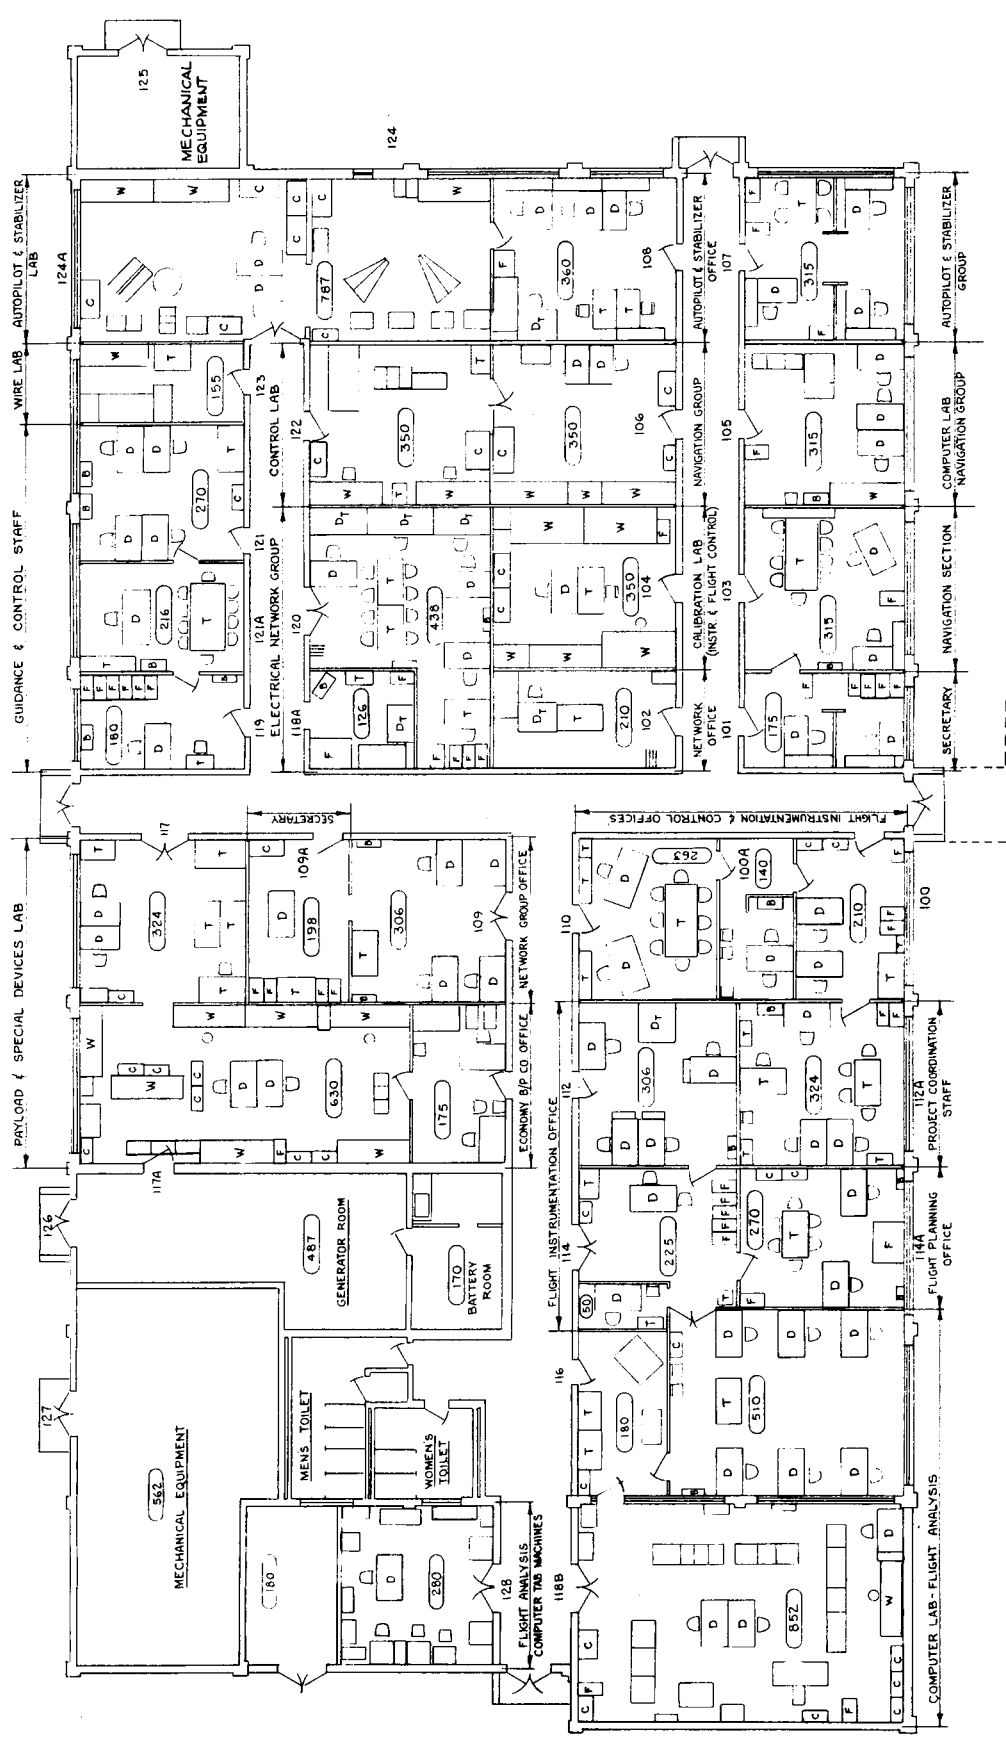 GUIDANCE & CONTROL STAFF
WIRE LAB
AUTOPILOT & STABILIZER
LAB
124A
125
MECHANICAL
EQUIPMENT
124
180
216
270
155
787
119
121A
121
123
ELECTRICAL NETWORK GROUP
CONTROL LAB
118A
120
122
126
438
350
360
210
350
350
102
104
106
108
NETWORK
OFFICE
CALIBRATION LAB
(INSTR & FLIGHT CONTROL)
NAVIGATION GROUP
AUTOPILOT & STABILIZER
OFFICE
101
103
105
107
175
315
315
315
SECRETARY
NAVIGATION SECTION
COMPUTER LAB
NAVIGATION GROUP
AUTOPILOT & STABILIZER
GROUP
PAYLOAD & SPECIAL DEVICES LAB
127
126
117A
117
SECRETARY
562
MECHANICAL EQUIPMENT
487
GENERATOR ROOM
630
324
198
109A
306
109
175
170
BATTERY
ROOM
MEN'S TOILET
WOMEN'S
TOILET
180
280
128
FLIGHT ANALYSIS
COMPUTER TAB MACHINES
118B
ECONOMY B/P CO. OFFICE
NETWORK GROUP OFFICE
FLIGHT INSTRUMENTATION OFFICE
FLIGHT INSTRUMENTATION & CONTROL OFFICES
116
114
112
110
180
50
225
306
263
100A
140
852
510
270
324
210
114A
112A
100
COMPUTER LAB-FLIGHT ANALYSIS
FLIGHT PLANNING
OFFICE
PROJECT COORDINATION
STAFF